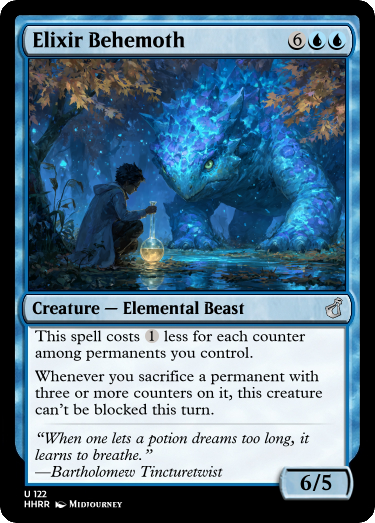 Elixir Behemoth 6
Creature — Elemental Beast
This spell costs 1 less for each counter
among permanents you control.
Whenever you sacrifice a permanent with
three or more counters on it, this creature
can't be blocked this turn.
“When one lets a potion dreams too long, it
learns to breathe.”
—Bartholomew Tincturetwist
6/5
U 122
HHRR Midjourney